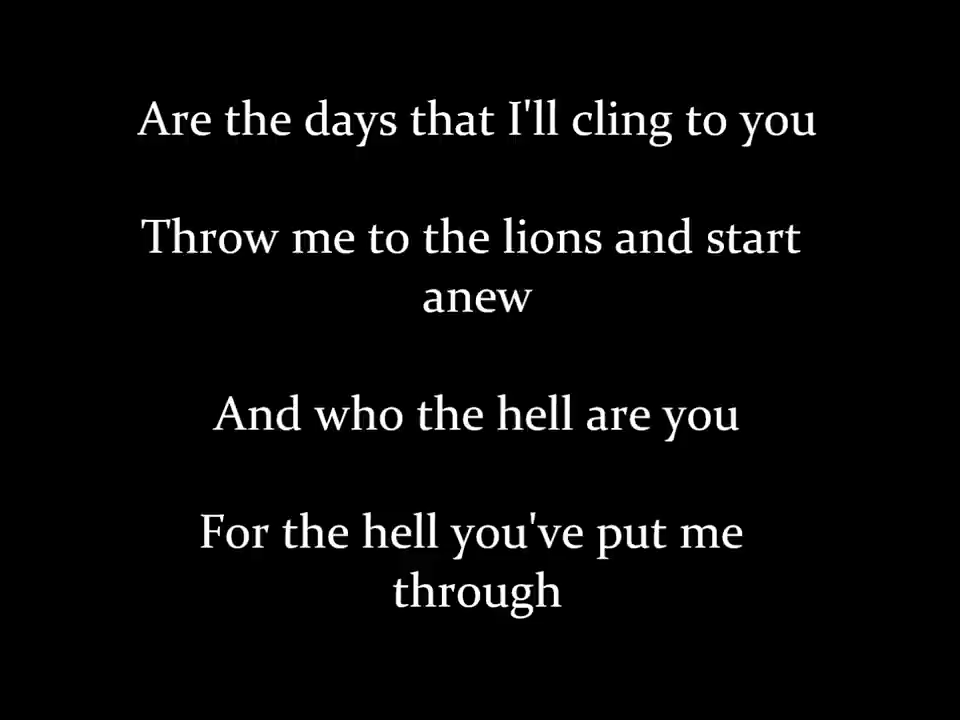 Are the days that I'll cling to you
Throw me to the lions and start
anew
And who the hell are you
For the hell you've put me
through